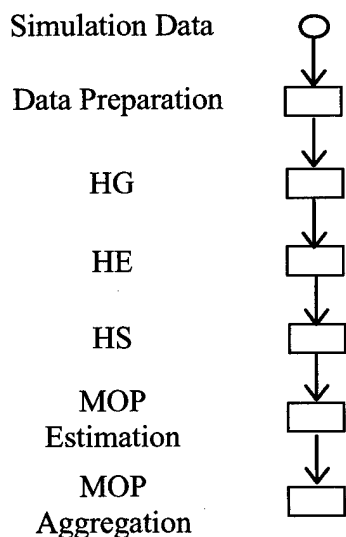 Simulation Data
Data Preparation
HG
HE
HS
MOP
Estimation
MOP
Aggregation